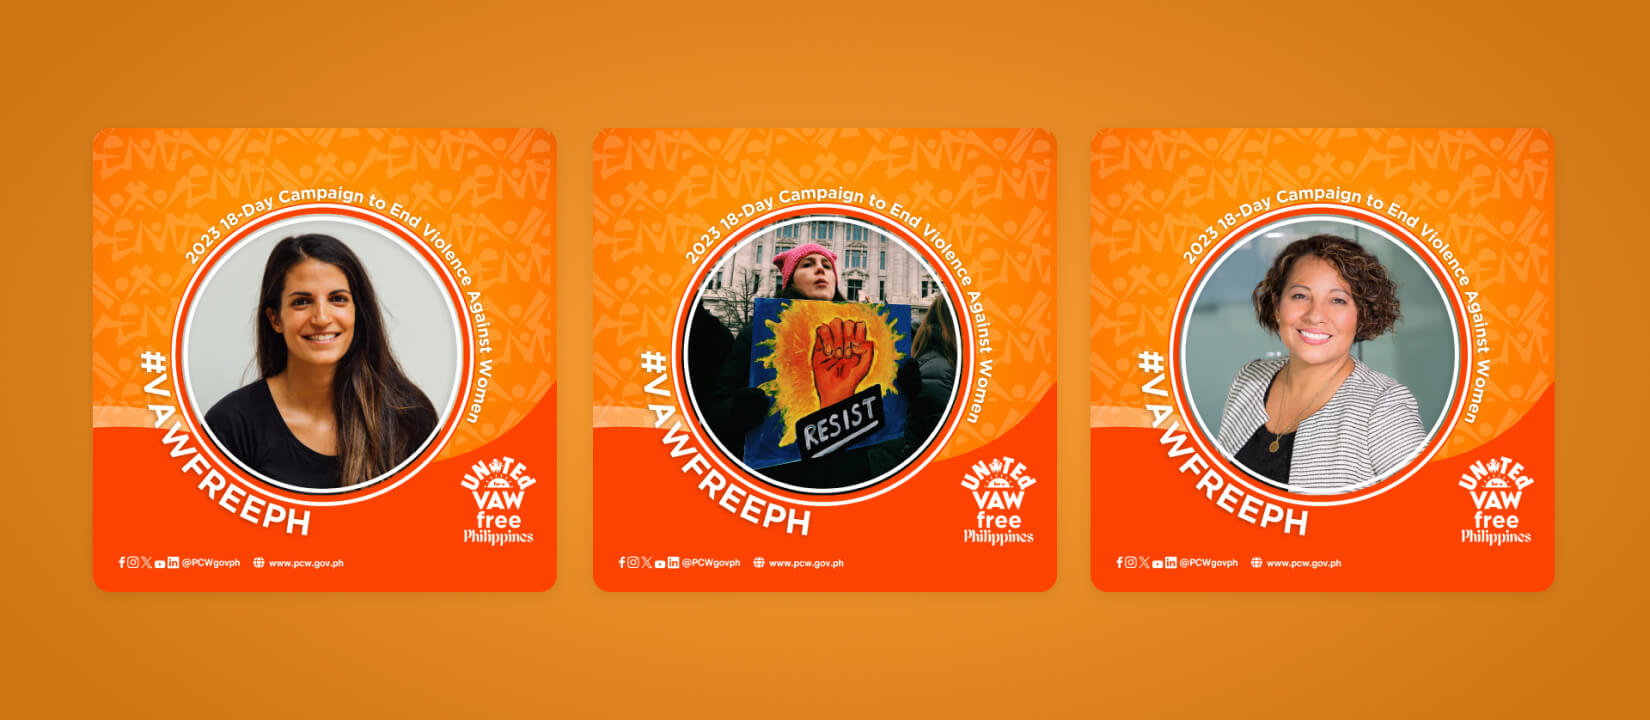 2023 18-Day Campaign to End Violence Against Women
#VAWFREEPH
UNiTEd
for a
VAW
free
Philippines
@PCWgovph www.pcw.gov.ph
2023 18-Day Campaign to End Violence Against Women
RESIST
#VAWFREEPH
UNiTEd
for a
VAW
free
Philippines
@PCWgovph www.pcw.gov.ph
2023 18-Day Campaign to End Violence Against Women
#VAWFREEPH
UNiTEd
for a
VAW
free
Philippines
@PCWgovph www.pcw.gov.ph